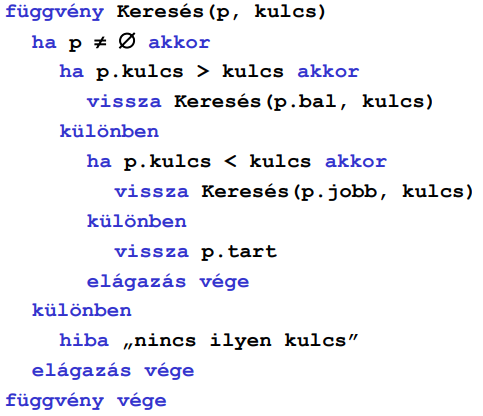 függvény Keresés(p, kulcs)
ha p ≠ Ø akkor
ha p.kulcs > kulcs akkor
vissza Keresés(p.bal, kulcs)
különben
ha p.kulcs < kulcs akkor
vissza Keresés(p.jobb, kulcs)
különben
vissza p.tart
elágazás vége
különben
hiba „nincs ilyen kulcs”
elágazás vége
függvény vége